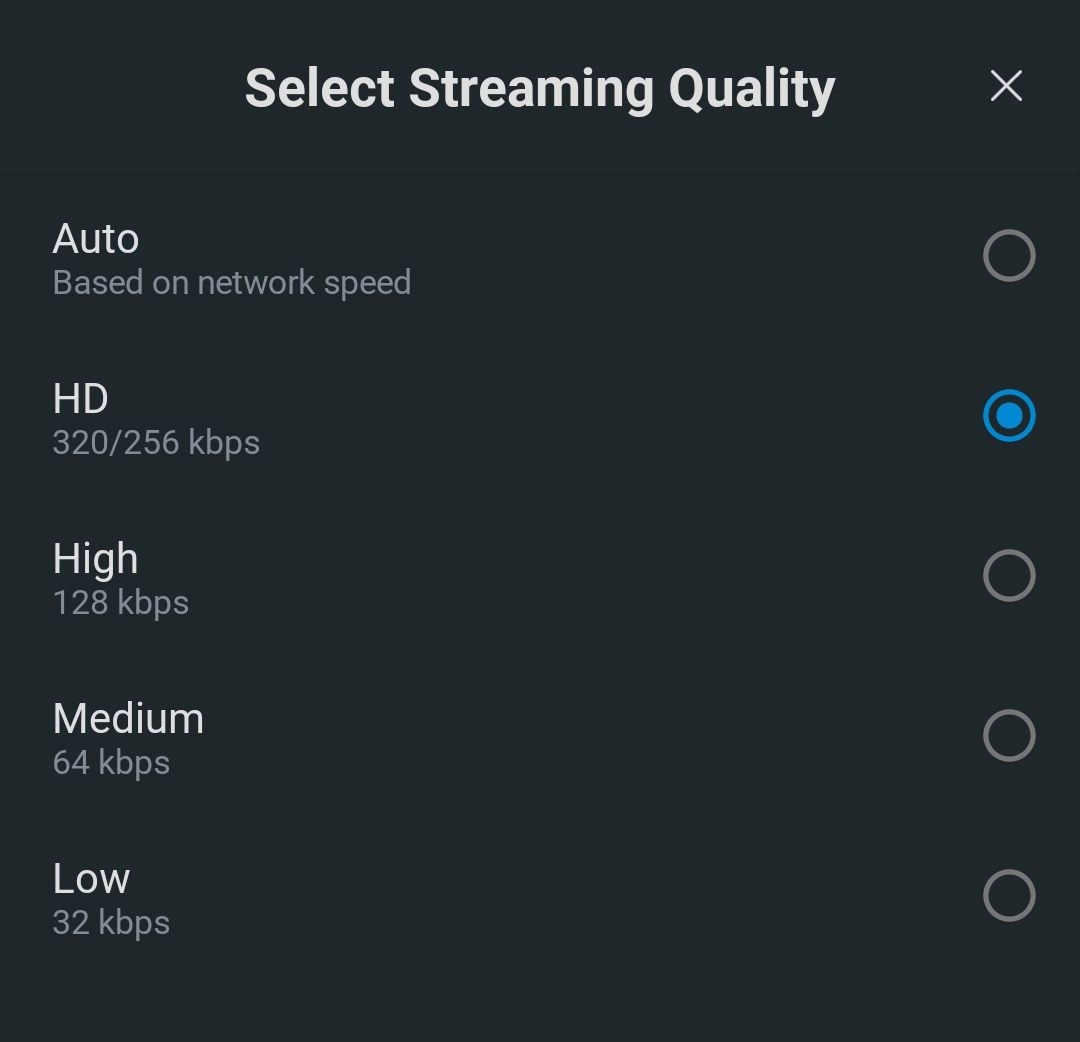 Select Streaming Quality
Auto
Based on network speed
HD
320/256 kbps
High
128 kbps
Medium
64 kbps
Low
32 kbps